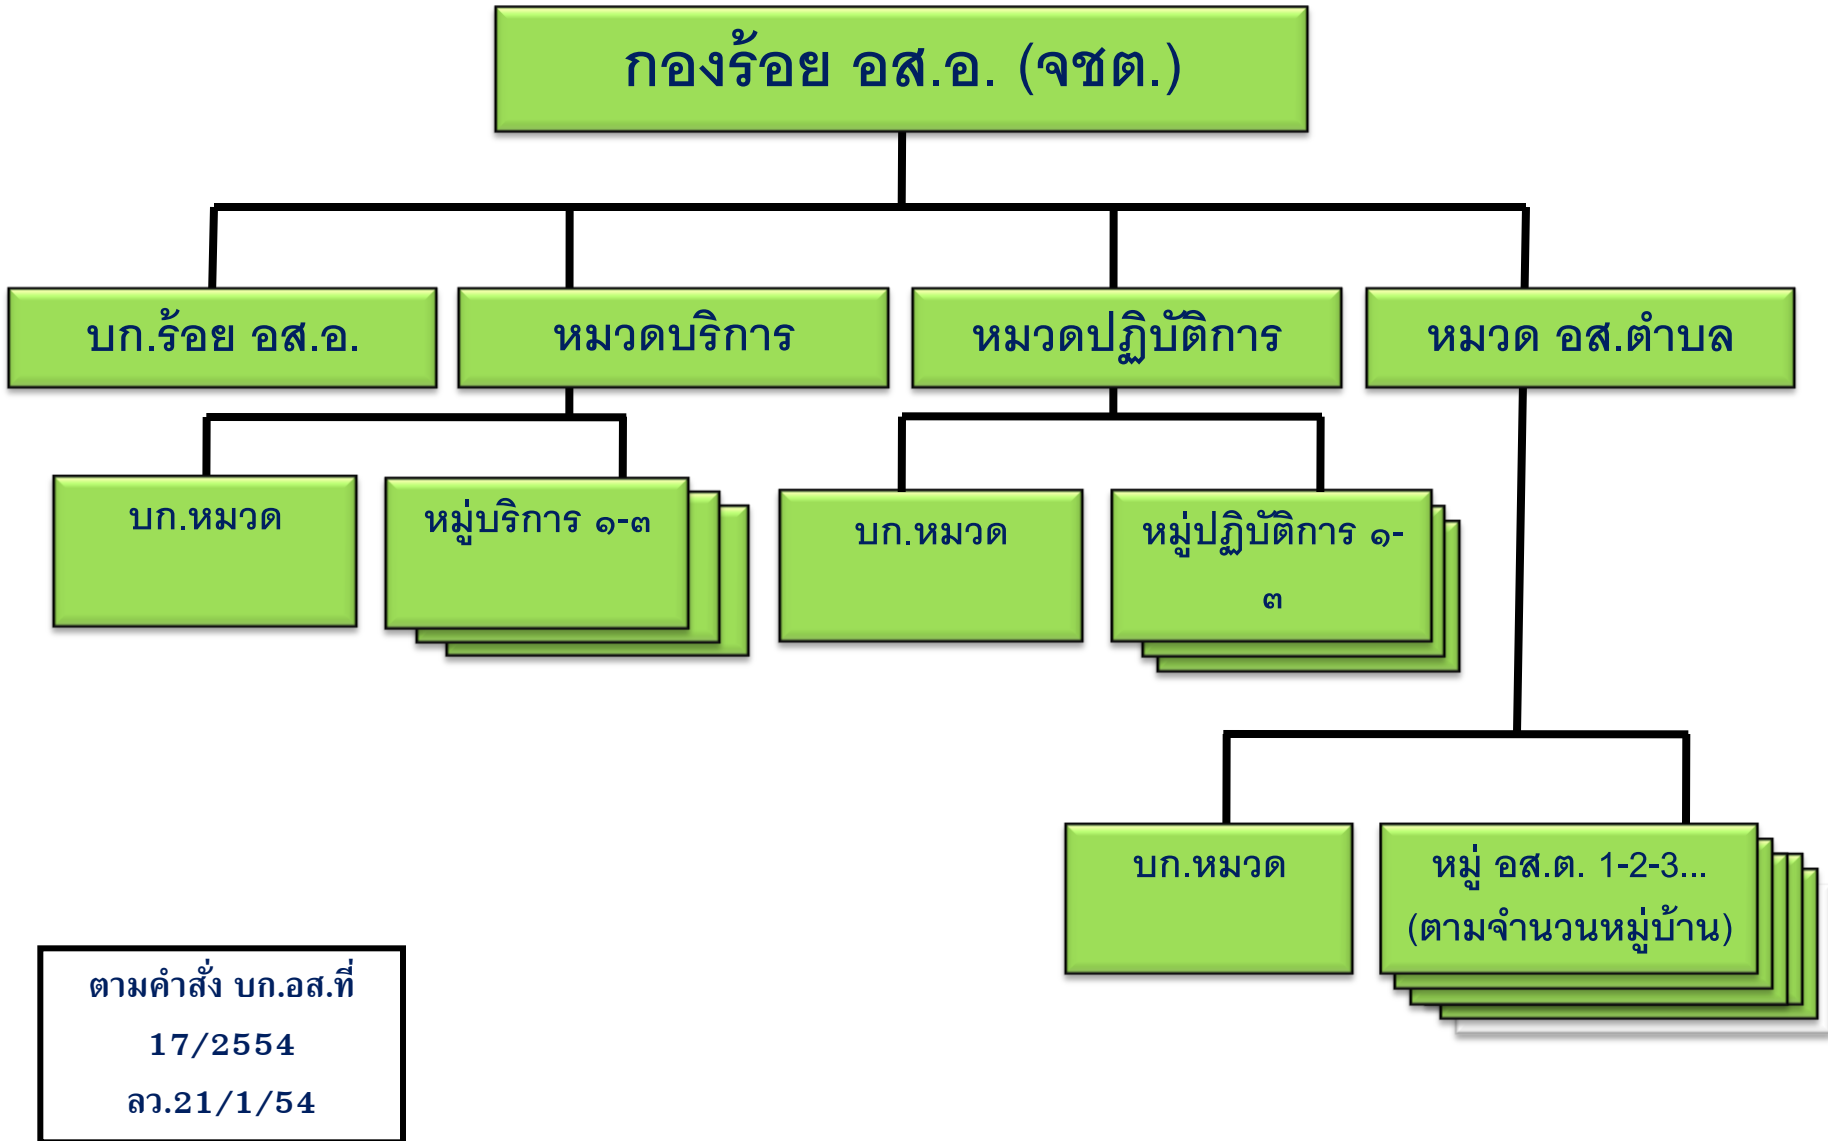 กองร้อย อส.อ. (จชต.)
บก.ร้อย อส.อ.
หมวดบริการ
หมวดปฏิบัติการ
หมวด อส.ตำบล
บก.หมวด
หมู่บริการ ๑-๓
บก.หมวด
หมู่ปฏิบัติการ ๑-
๓
บก.หมวด
หมู่ อส.ต. 1-2-3...
(ตามจำนวนหมู่บ้าน)
ตามคำสั่ง บก.อส.ที่
17/2554
ลว.21/1/54